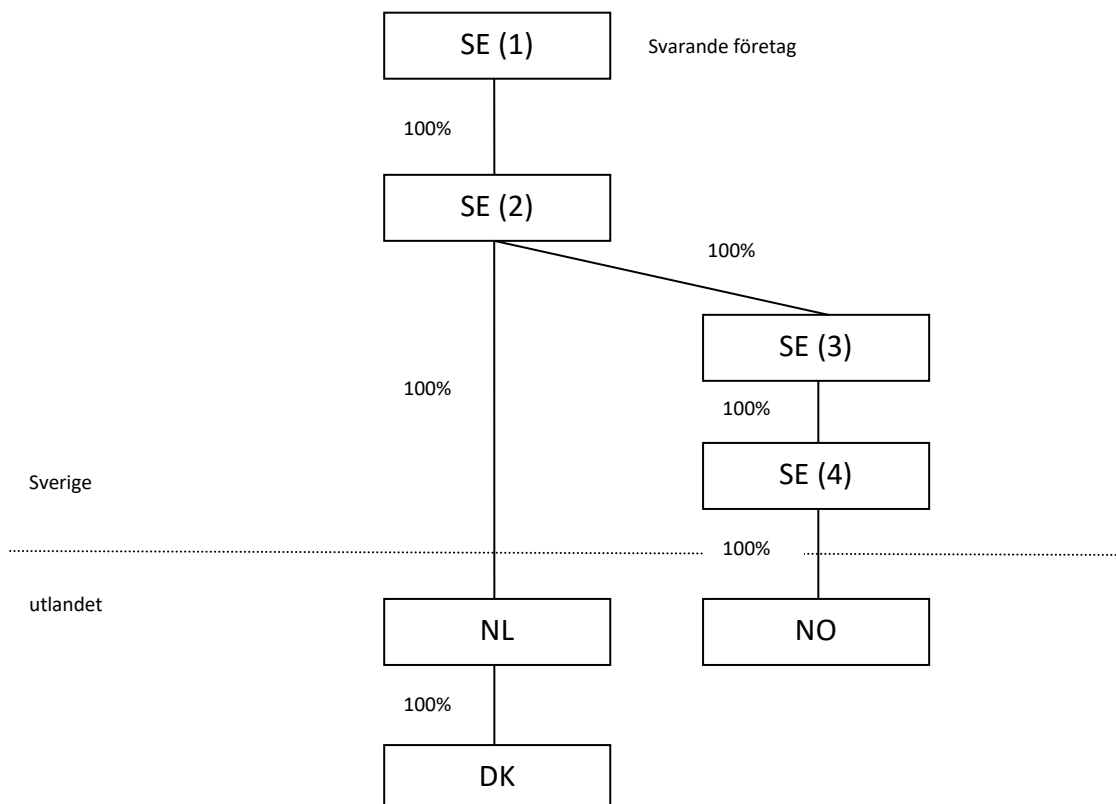 SE (1)
Svarande företag
100%
SE (2)
100%
SE (3)
100%
100%
SE (4)
Sverige
100%
utlandet
NL
NO
100%
DK